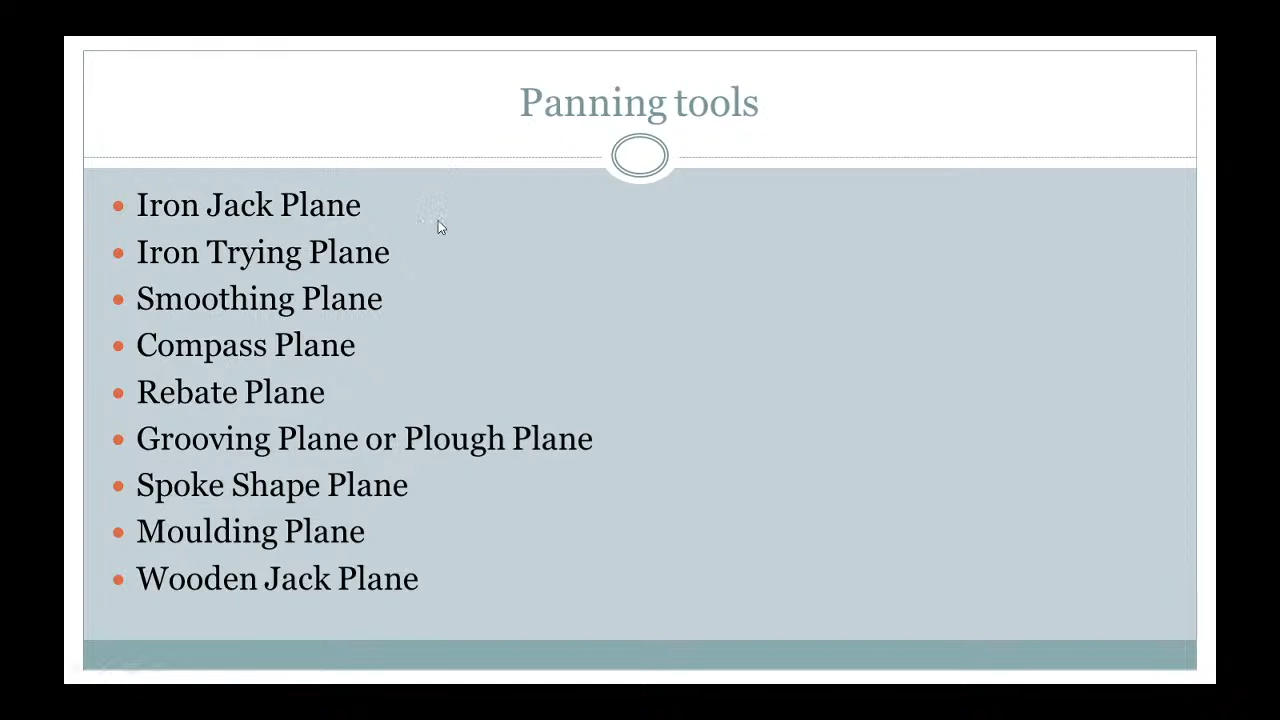 Panning tools
Iron Jack Plane
Iron Trying Plane
Smoothing Plane
Compass Plane
Rebate Plane
Grooving Plane or Plough Plane
Spoke Shape Plane
Moulding Plane
Wooden Jack Plane